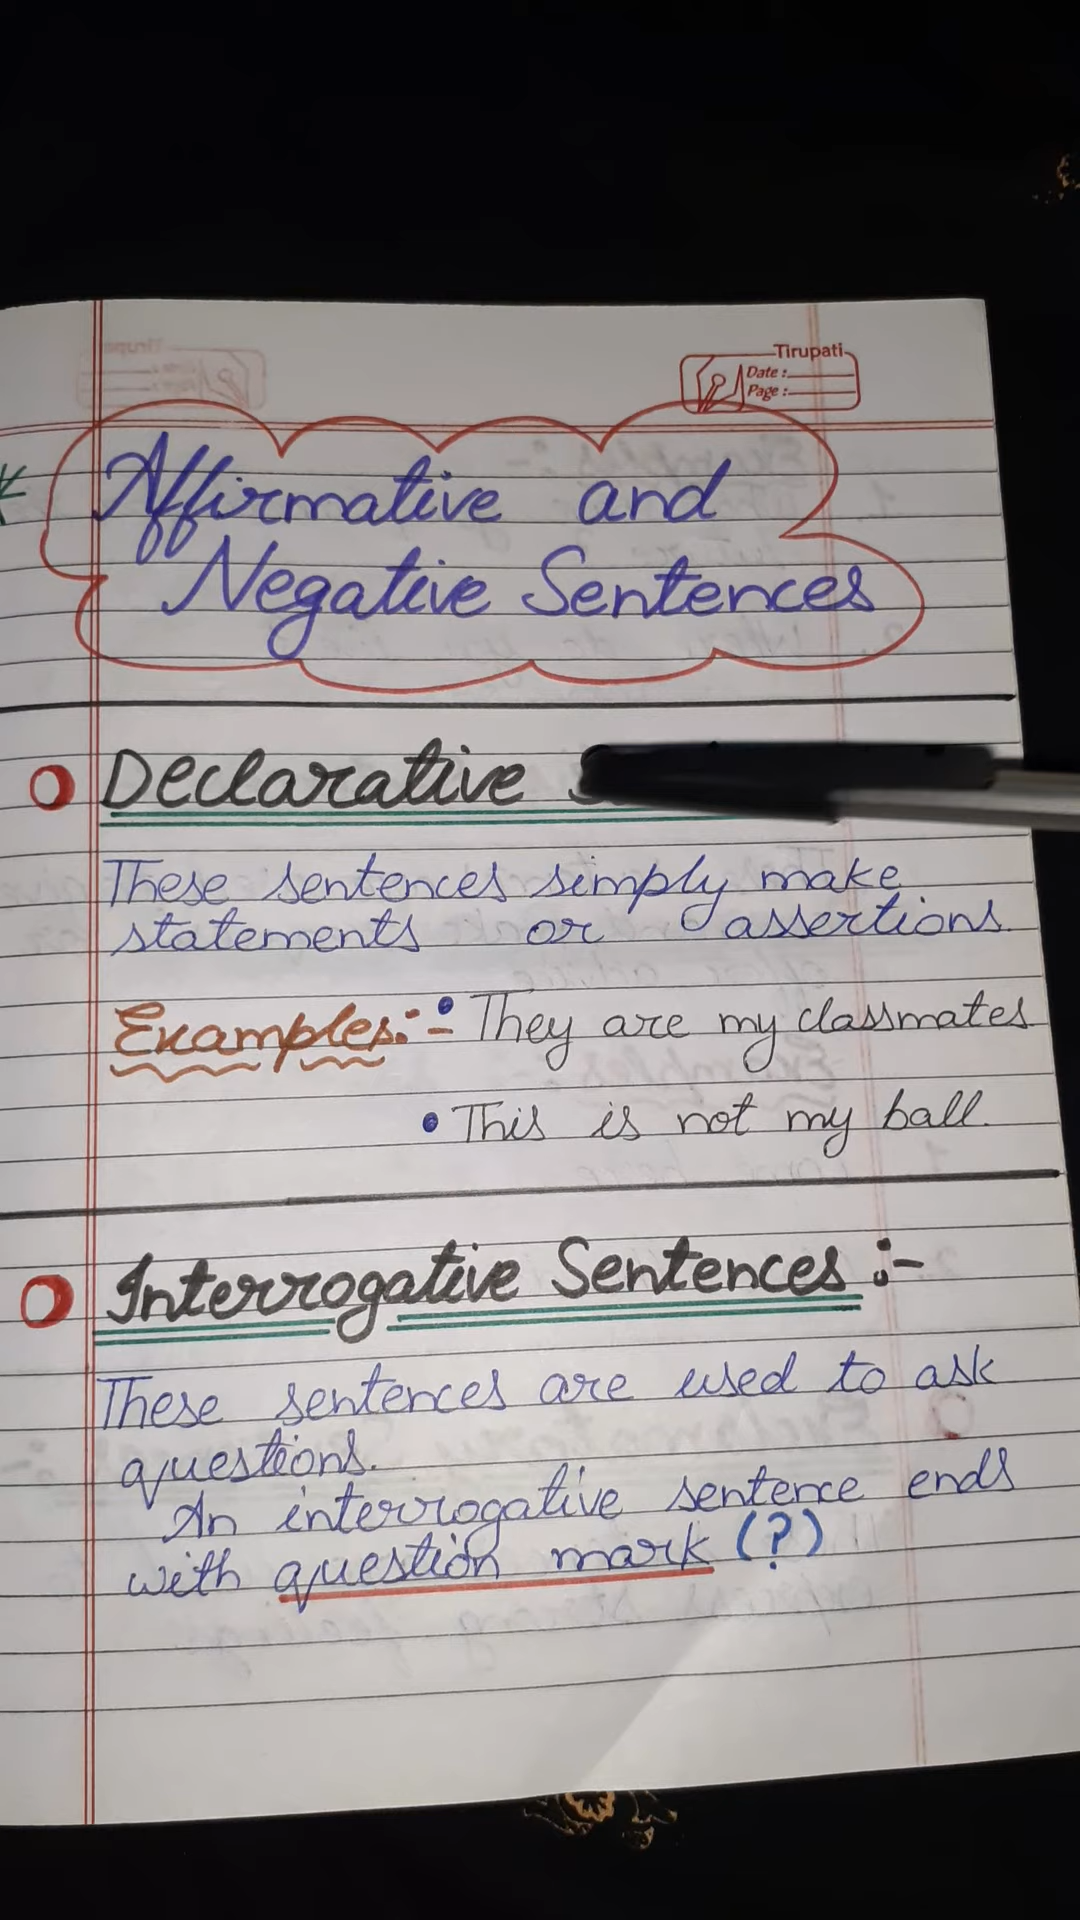 Tirupati
Date :
Page :
Affirmative and
Negative Sentences
Declarative
These sentences simply make
statements or assertions.
Examples:- • They are my classmates
• This is not my ball.
Interrogative Sentences :-
These sentences are used to ask
questions.
An interrogative sentence ends
with question mark (?)